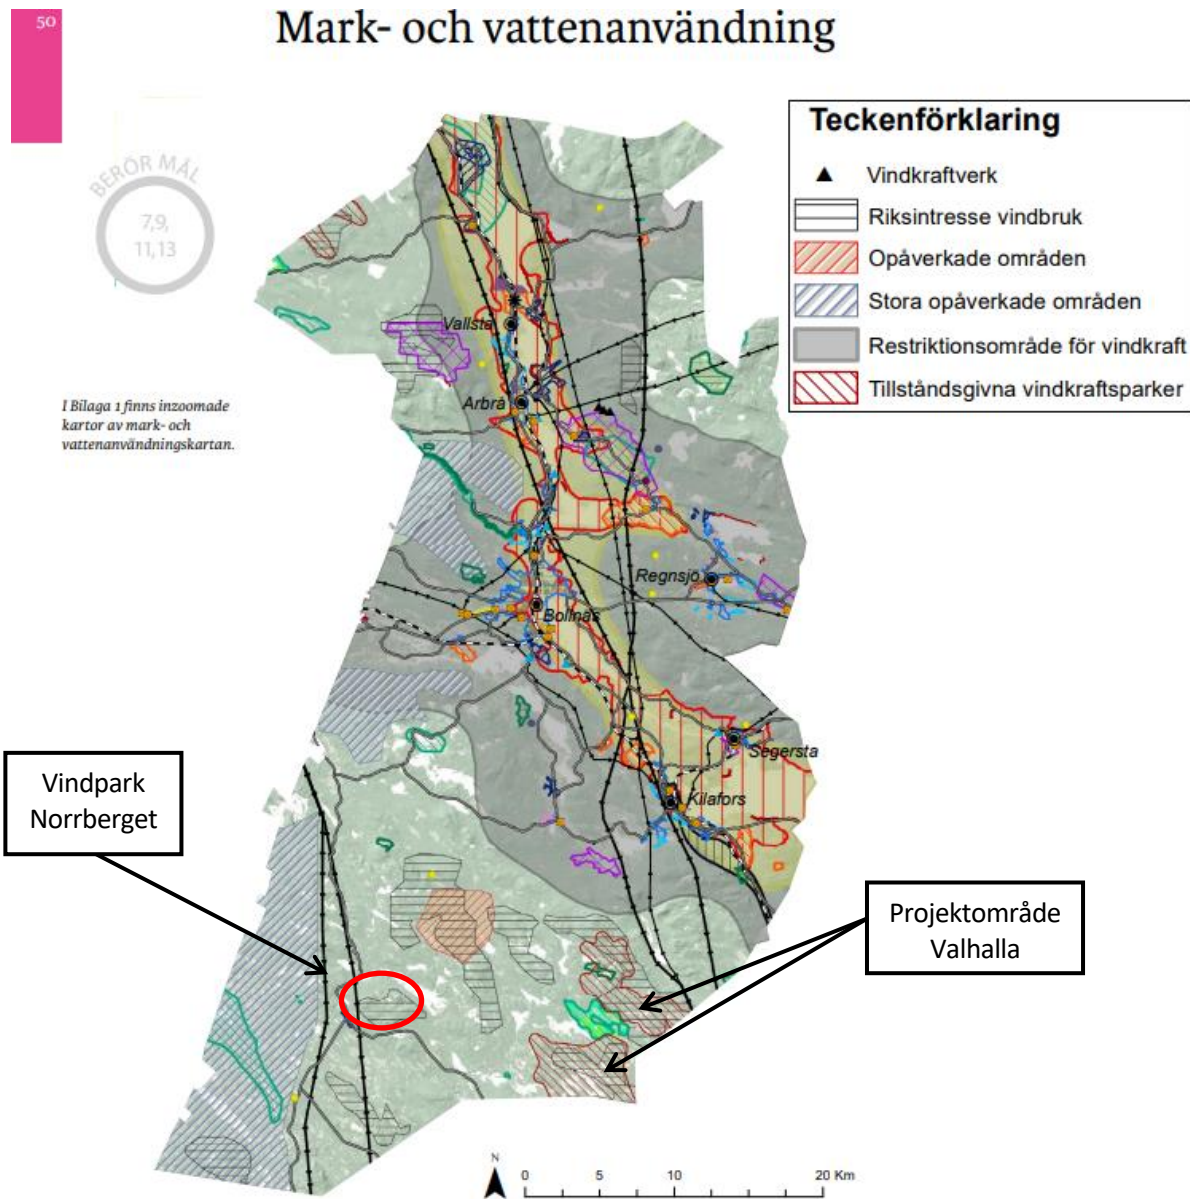 50
Mark- och vattenanvändning
BERÖR MÅL
7,9,
11,13
I Bilaga 1 finns inzoomade
kartor av mark- och
vattenanvändningskartan.
Teckenförklaring
Vindkraftverk
Riksintresse vindbruk
Opåverkade områden
Stora opåverkade områden
Restriktionsområde för vindkraft
Tillståndsgivna vindkraftsparker
Vallsta
Arbrå
Regnsjö
Bollnäs
Segersta
Kilafors
Vindpark
Norrberget
Projektområde
Valhalla
N
0 5 10 20 Km